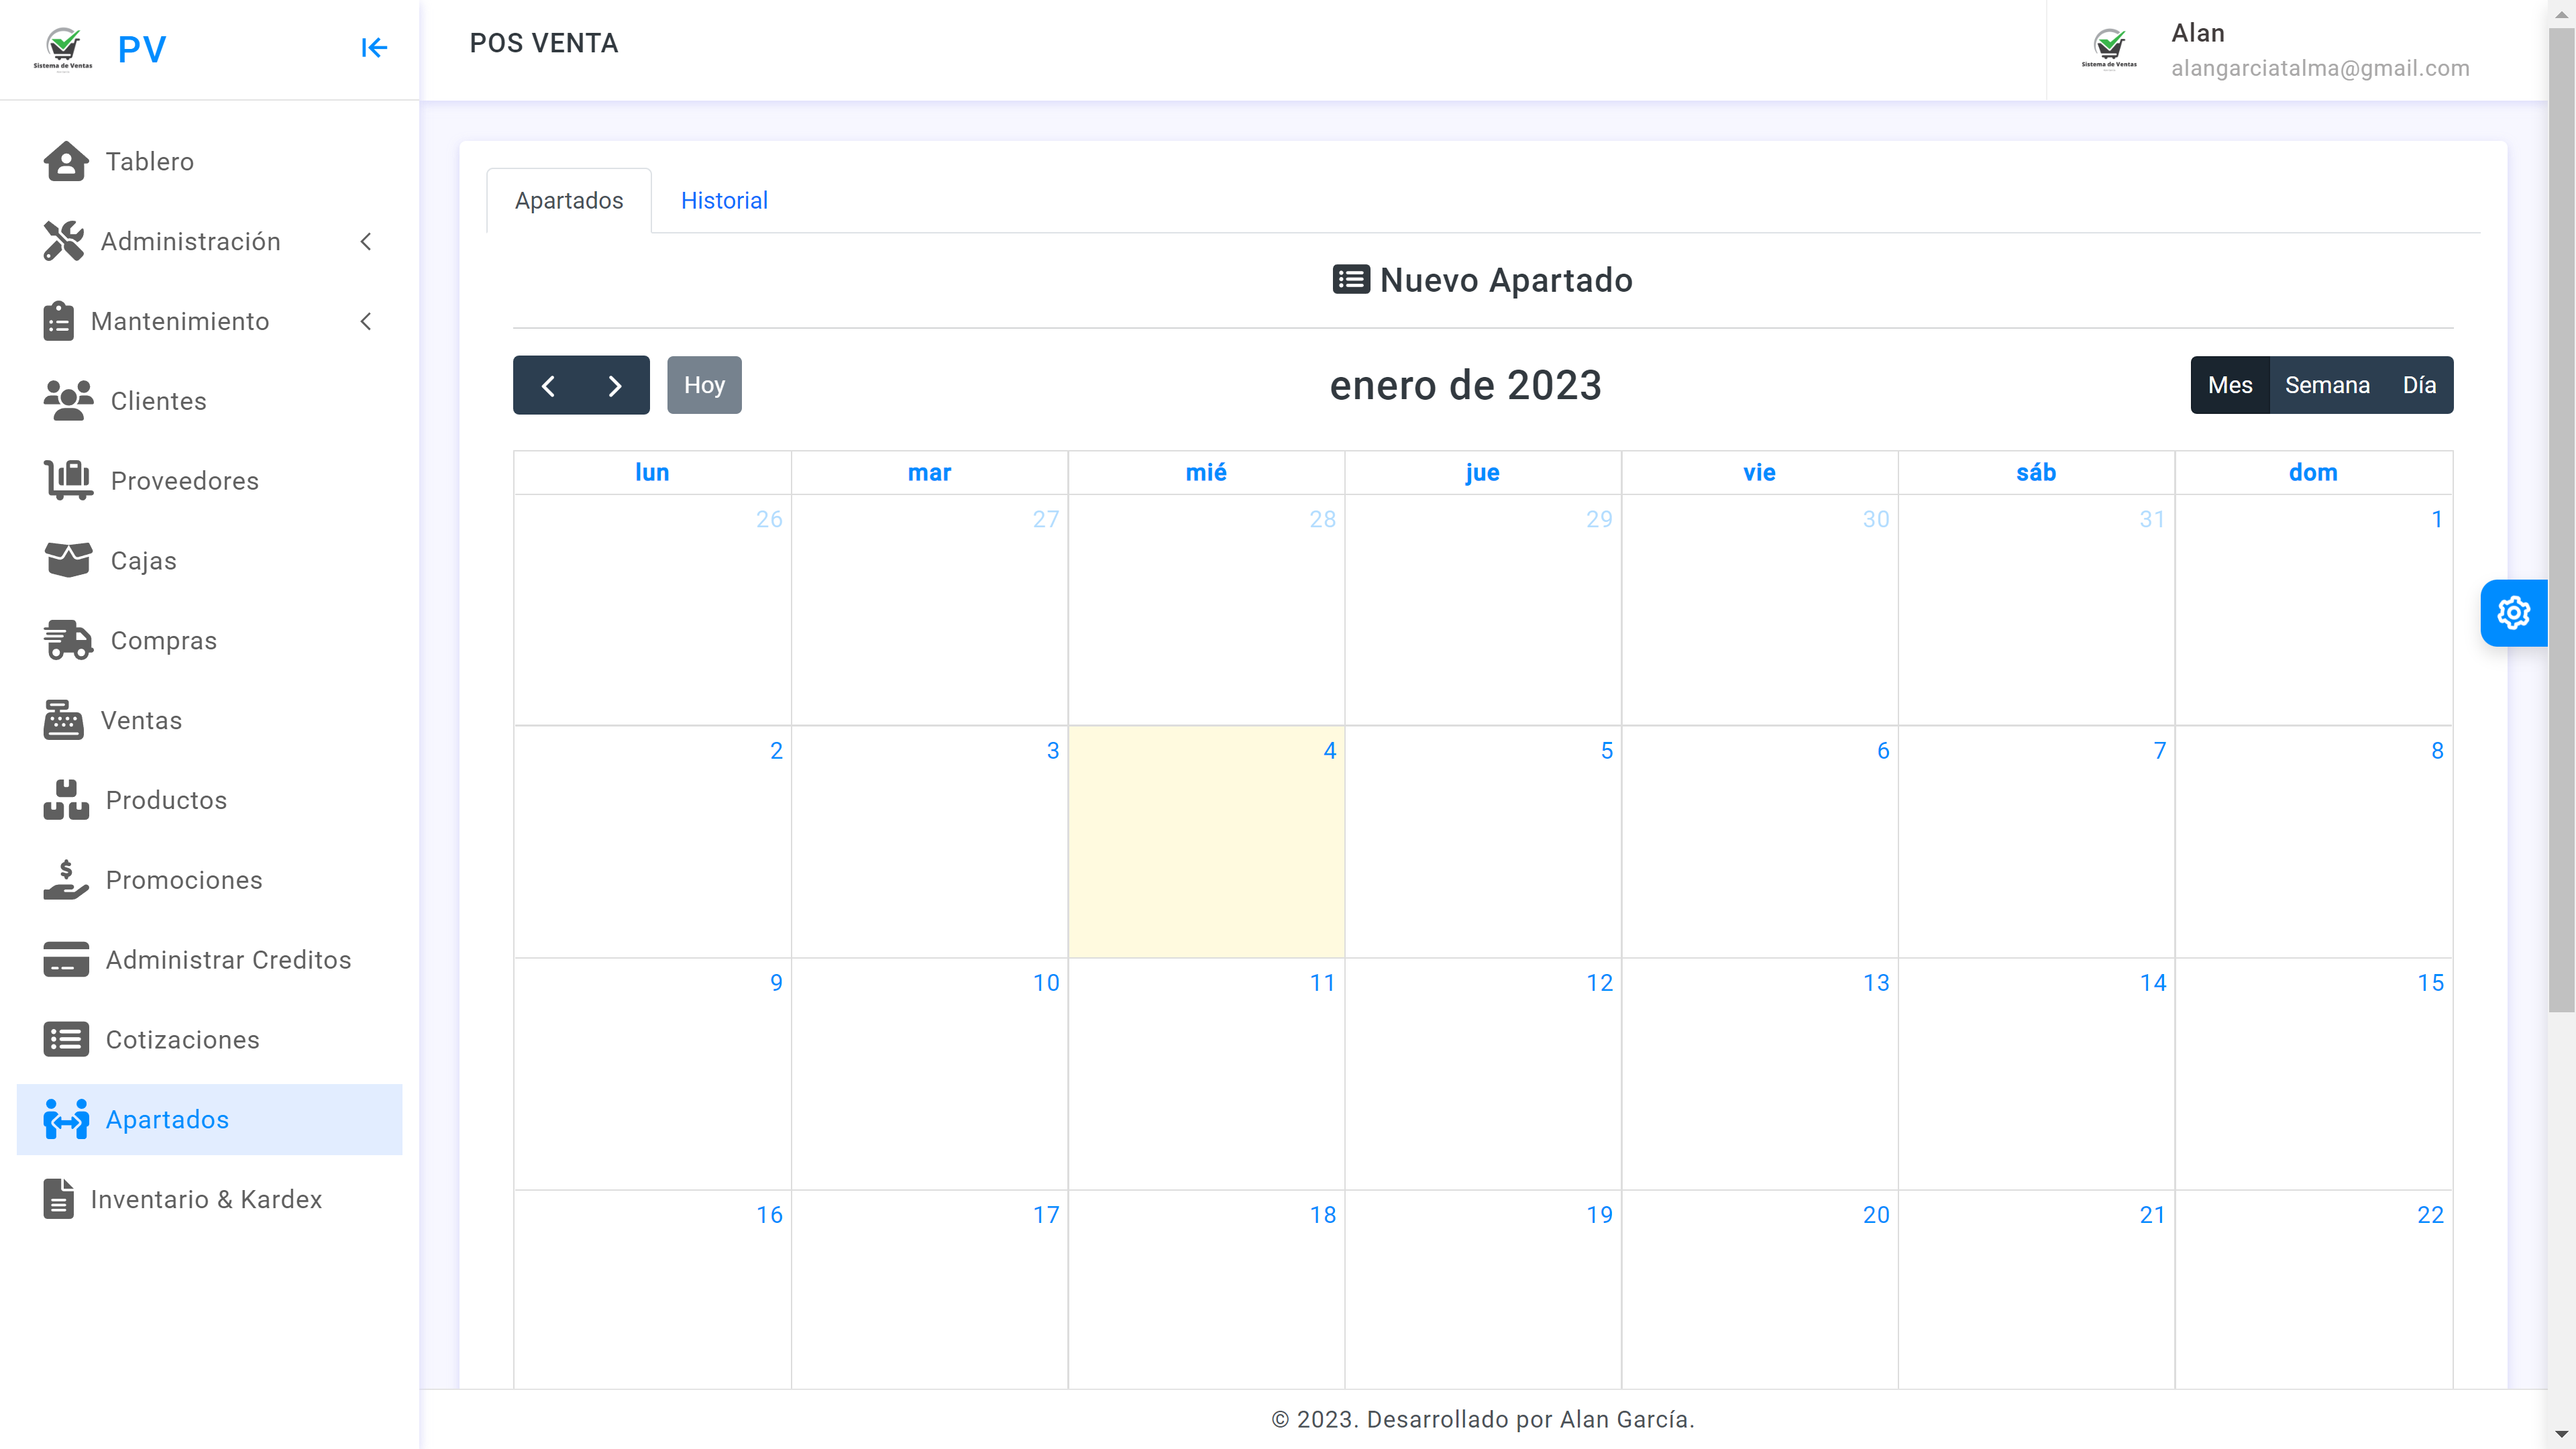 Sistema de Ventas
PV
POS VENTA
Sistema de Ventas
Alan
alangarciatalma@gmail.com
Tablero
Administración
Mantenimiento
Clientes
Proveedores
Cajas
Compras
Ventas
Productos
Promociones
Administrar Creditos
Cotizaciones
Apartados
Inventario & Kardex
Apartados Historial
Nuevo Apartado
Hoy enero de 2023 Mes Semana Día
lun mar mié jue vie sáb dom
26 27 28 29 30 31 1
2 3 4 5 6 7 8
9 10 11 12 13 14 15
16 17 18 19 20 21 22
© 2023. Desarrollado por Alan García.